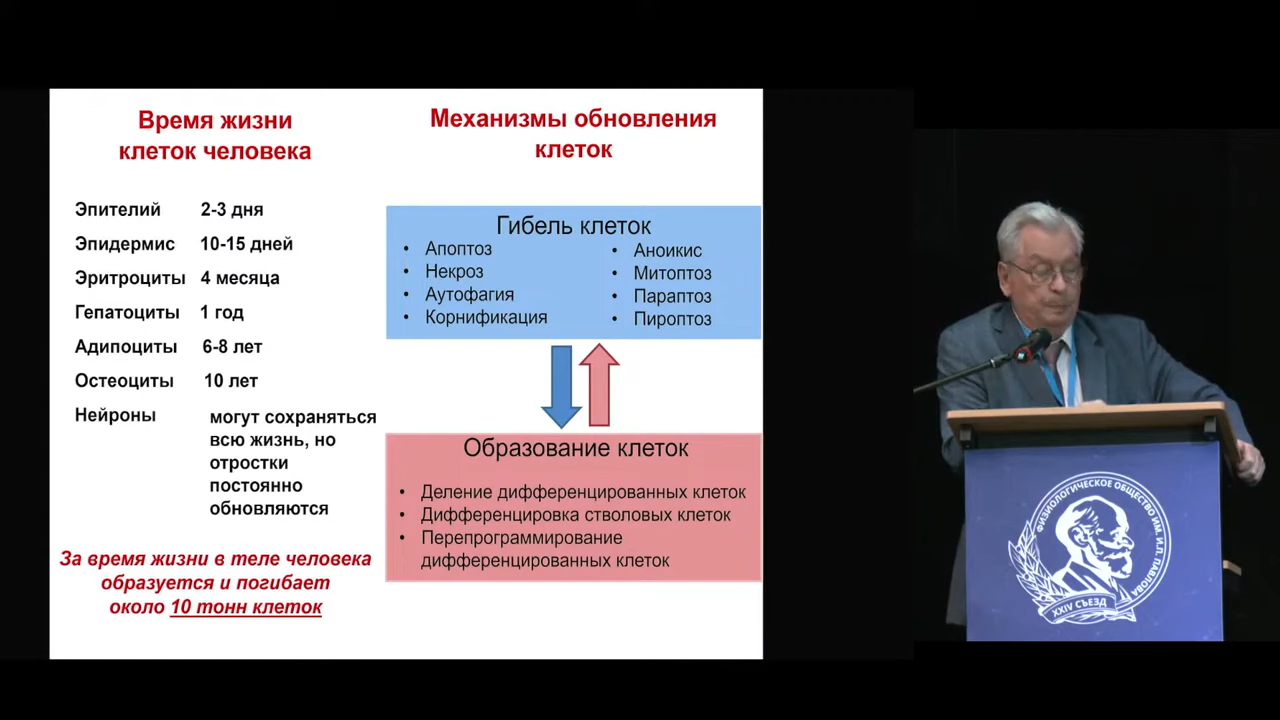 Время жизни
клеток человека
Эпителий 2-3 дня
Эпидермис 10-15 дней
Эритроциты 4 месяца
Гепатоциты 1 год
Адипоциты 6-8 лет
Остеоциты 10 лет
Нейроны могут сохраняться
всю жизнь, но
отростки
постоянно
обновляются
За время жизни в теле человека
образуется и погибает
около 10 тонн клеток
Механизмы обновления
клеток
Гибель клеток
• Апоптоз
• Некроз
• Аутофагия
• Корнификация
• Аноикис
• Митоптоз
• Параптоз
• Пироптоз
Образование клеток
• Деление дифференцированных клеток
• Дифференцировка стволовых клеток
• Перепрограммирование
дифференцированных клеток
ФИЗИОЛОГИЧЕСКОЕ ОБЩЕСТВО ИМ. И.П. ПАВЛОВА
XXIV СЪЕЗД